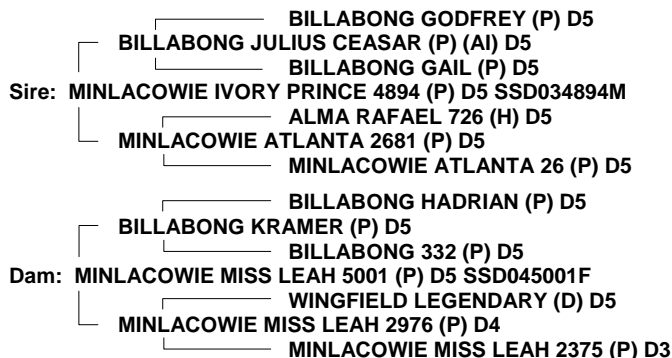 BILLABONG GODFREY (P) D5
BILLABONG JULIUS CEASAR (P) (AI) D5
BILLABONG GAIL (P) D5
Sire: MINLACOWIE IVORY PRINCE 4894 (P) D5 SSD034894M
ALMA RAFAEL 726 (H) D5
MINLACOWIE ATLANTA 2681 (P) D5
MINLACOWIE ATLANTA 26 (P) D5
BILLABONG HADRIAN (P) D5
BILLABONG KRAMER (P) D5
BILLABONG 332 (P) D5
Dam: MINLACOWIE MISS LEAH 5001 (P) D5 SSD045001F
WINGFIELD LEGENDARY (D) D5
MINLACOWIE MISS LEAH 2976 (P) D4
MINLACOWIE MISS LEAH 2375 (P) D3